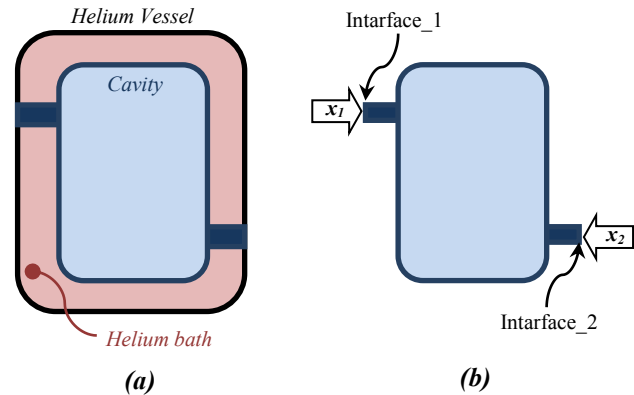 Helium Vessel
Cavity
Helium bath
(a)
Intarface_1
x₁
x₂
Intarface_2
(b)